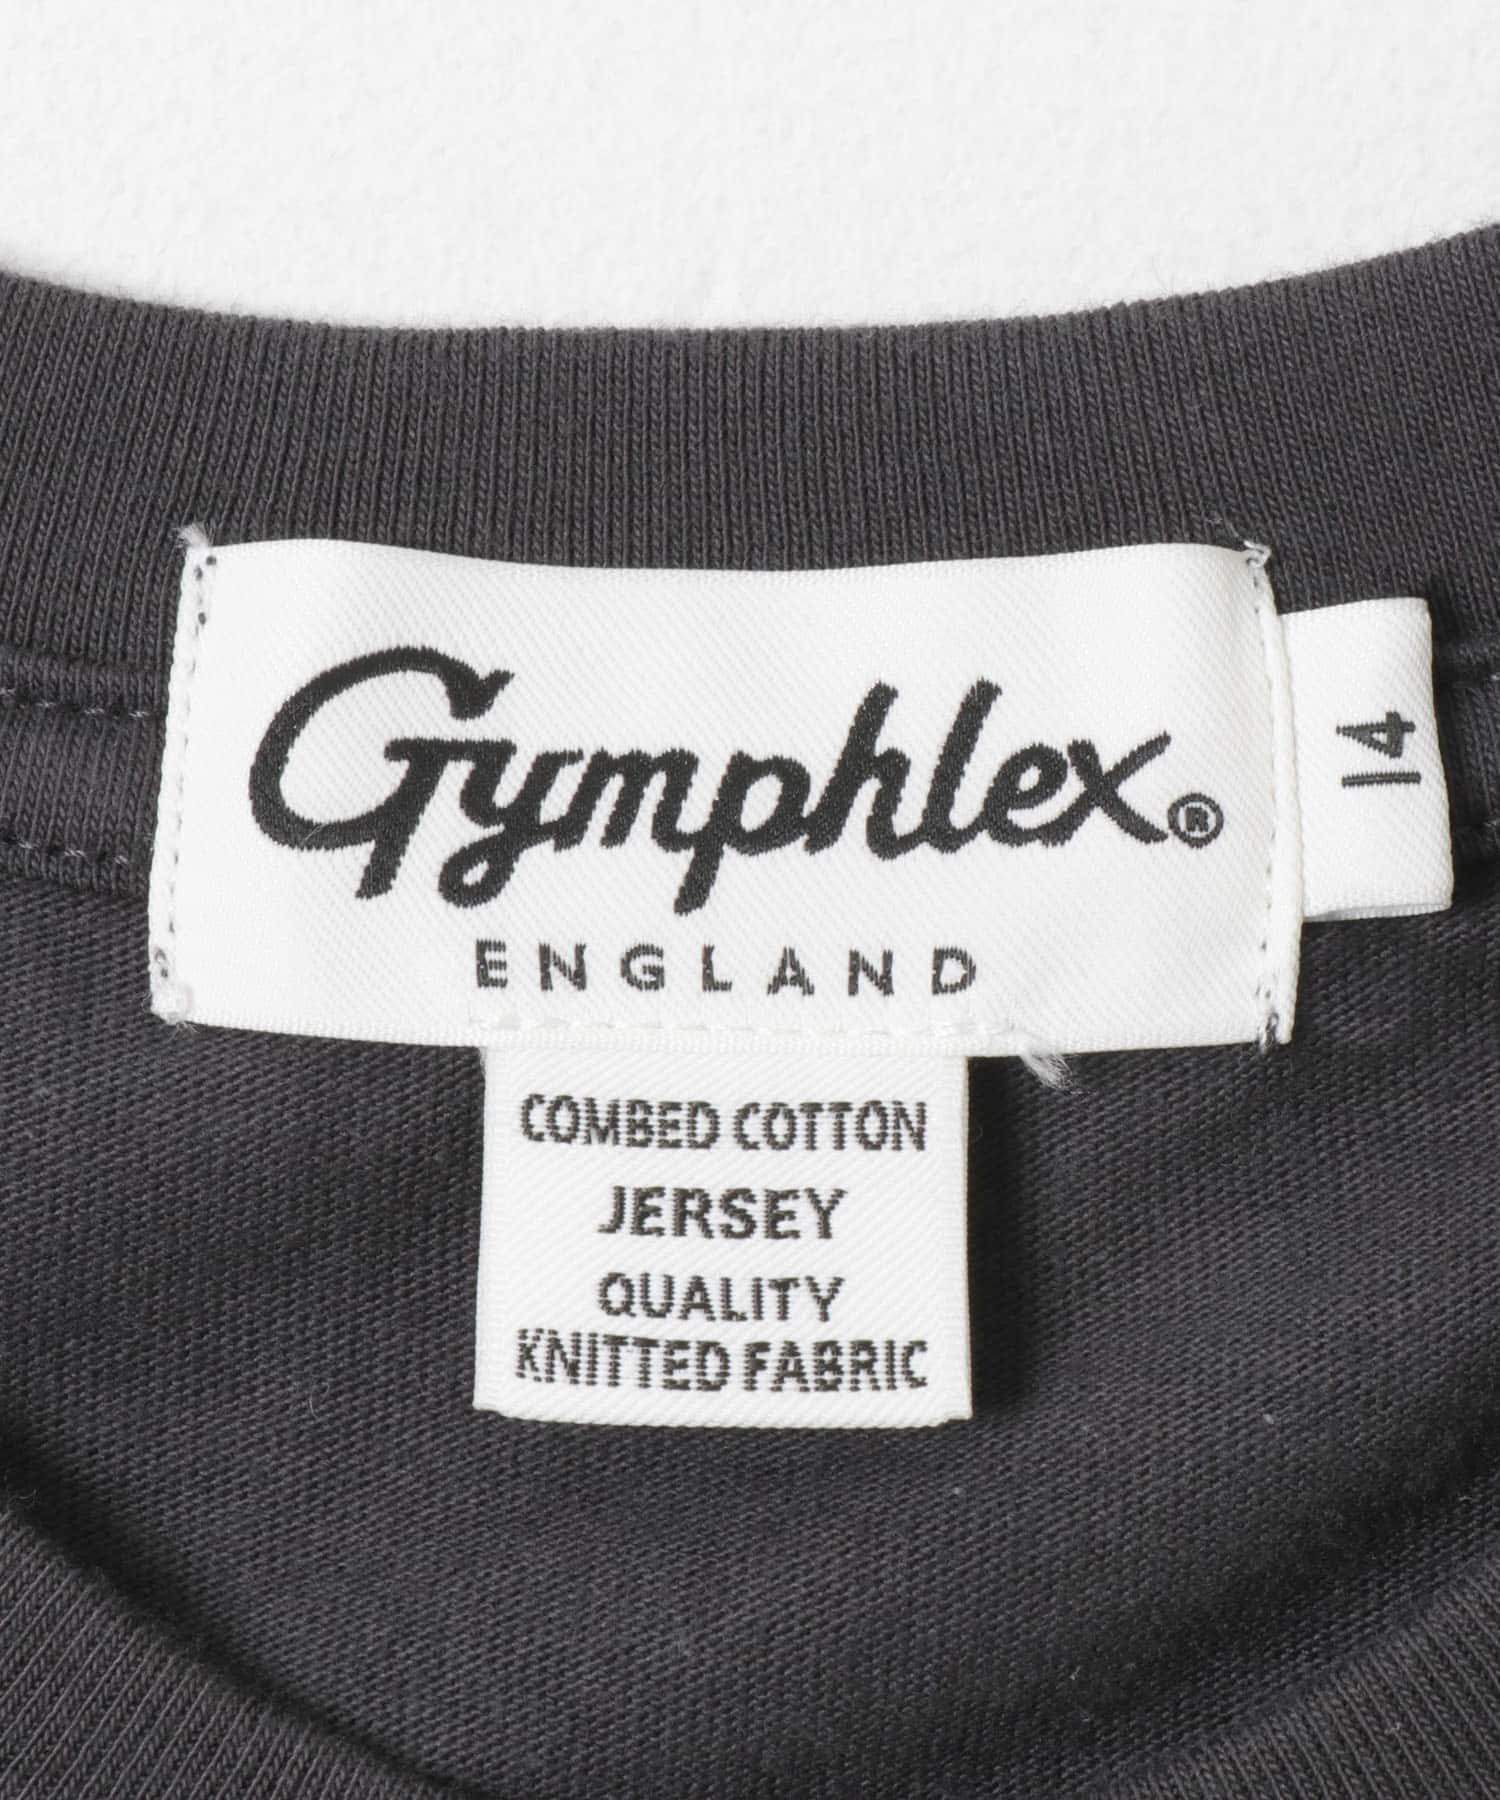 Gymphlex®
ENGLAND
14
COMBED COTTON
JERSEY
QUALITY
KNITTED FABRIC